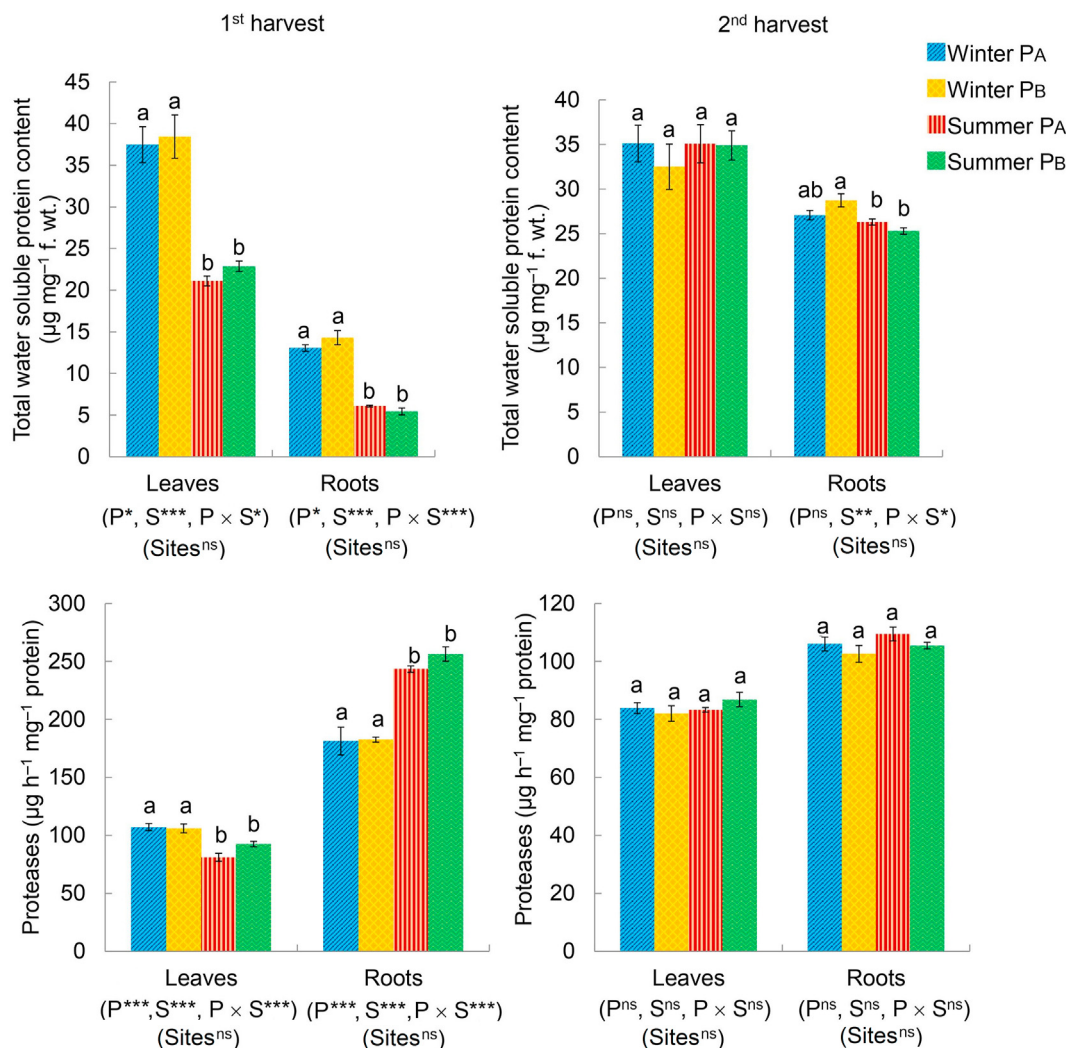 1st harvest
2nd harvest
Winter PA
Winter PB
Summer PA
Summer PB
Total water soluble protein content
(µg mg–1 f. wt.)
45
40
35
30
25
20
15
10
5
0
a
a
b
b
a
a
b
b
Leaves
Roots
(P*, S***, P × S*)
(P*, S***, P × S***)
(Sitesns)
(Sitesns)
Total water soluble protein content
(µg mg–1 f. wt.)
40
35
30
25
20
15
10
5
0
a
a
a
a
ab
a
b
b
Leaves
Roots
(Pns, Sns, P × Sns)
(Pns, S**, P × S*)
(Sitesns)
(Sitesns)
Proteases (µg h–1 mg–1 protein)
300
250
200
150
100
50
0
a
a
b
b
a
a
b
b
Leaves
Roots
(P***,S***, P × S***)
(P***, S***, P × S***)
(Sitesns)
(Sitesns)
Proteases (µg h–1 mg–1 protein)
120
100
80
60
40
20
0
a
a
a
a
a
a
a
a
Leaves
Roots
(Pns, Sns, P × Sns)
(Pns, Sns, P × Sns)
(Sitesns)
(Sitesns)